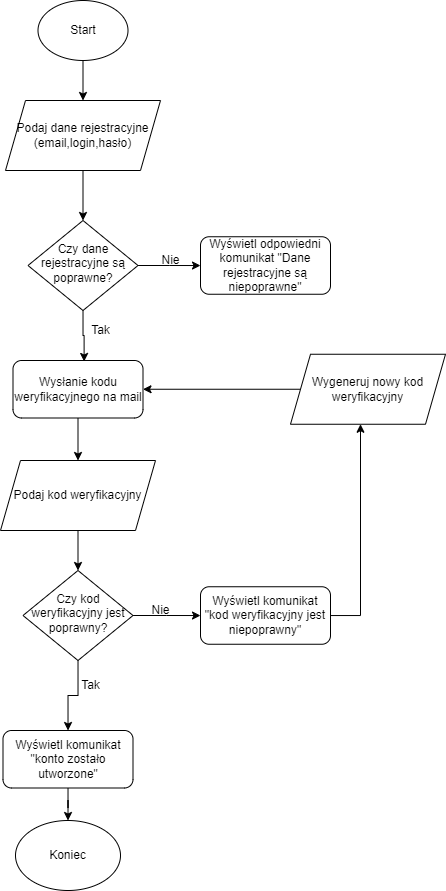 Start
Podaj dane rejestracyjne
(email,login,hasło)
Czy dane
rejestracyjne są
poprawne?
Nie
Wyświetl odpowiedni
komunikat "Dane
rejestracyjne są
niepoprawne"
Tak
Wysłanie kodu
weryfikacyjnego na mail
Wygeneruj nowy kod
weryfikacyjny
Podaj kod weryfikacyjny
Czy kod
weryfikacyjny jest
poprawny?
Nie
Wyświetl komunikat
"kod weryfikacyjny jest
niepoprawny"
Tak
Wyświetl komunikat
"konto zostało
utworzone"
Koniec